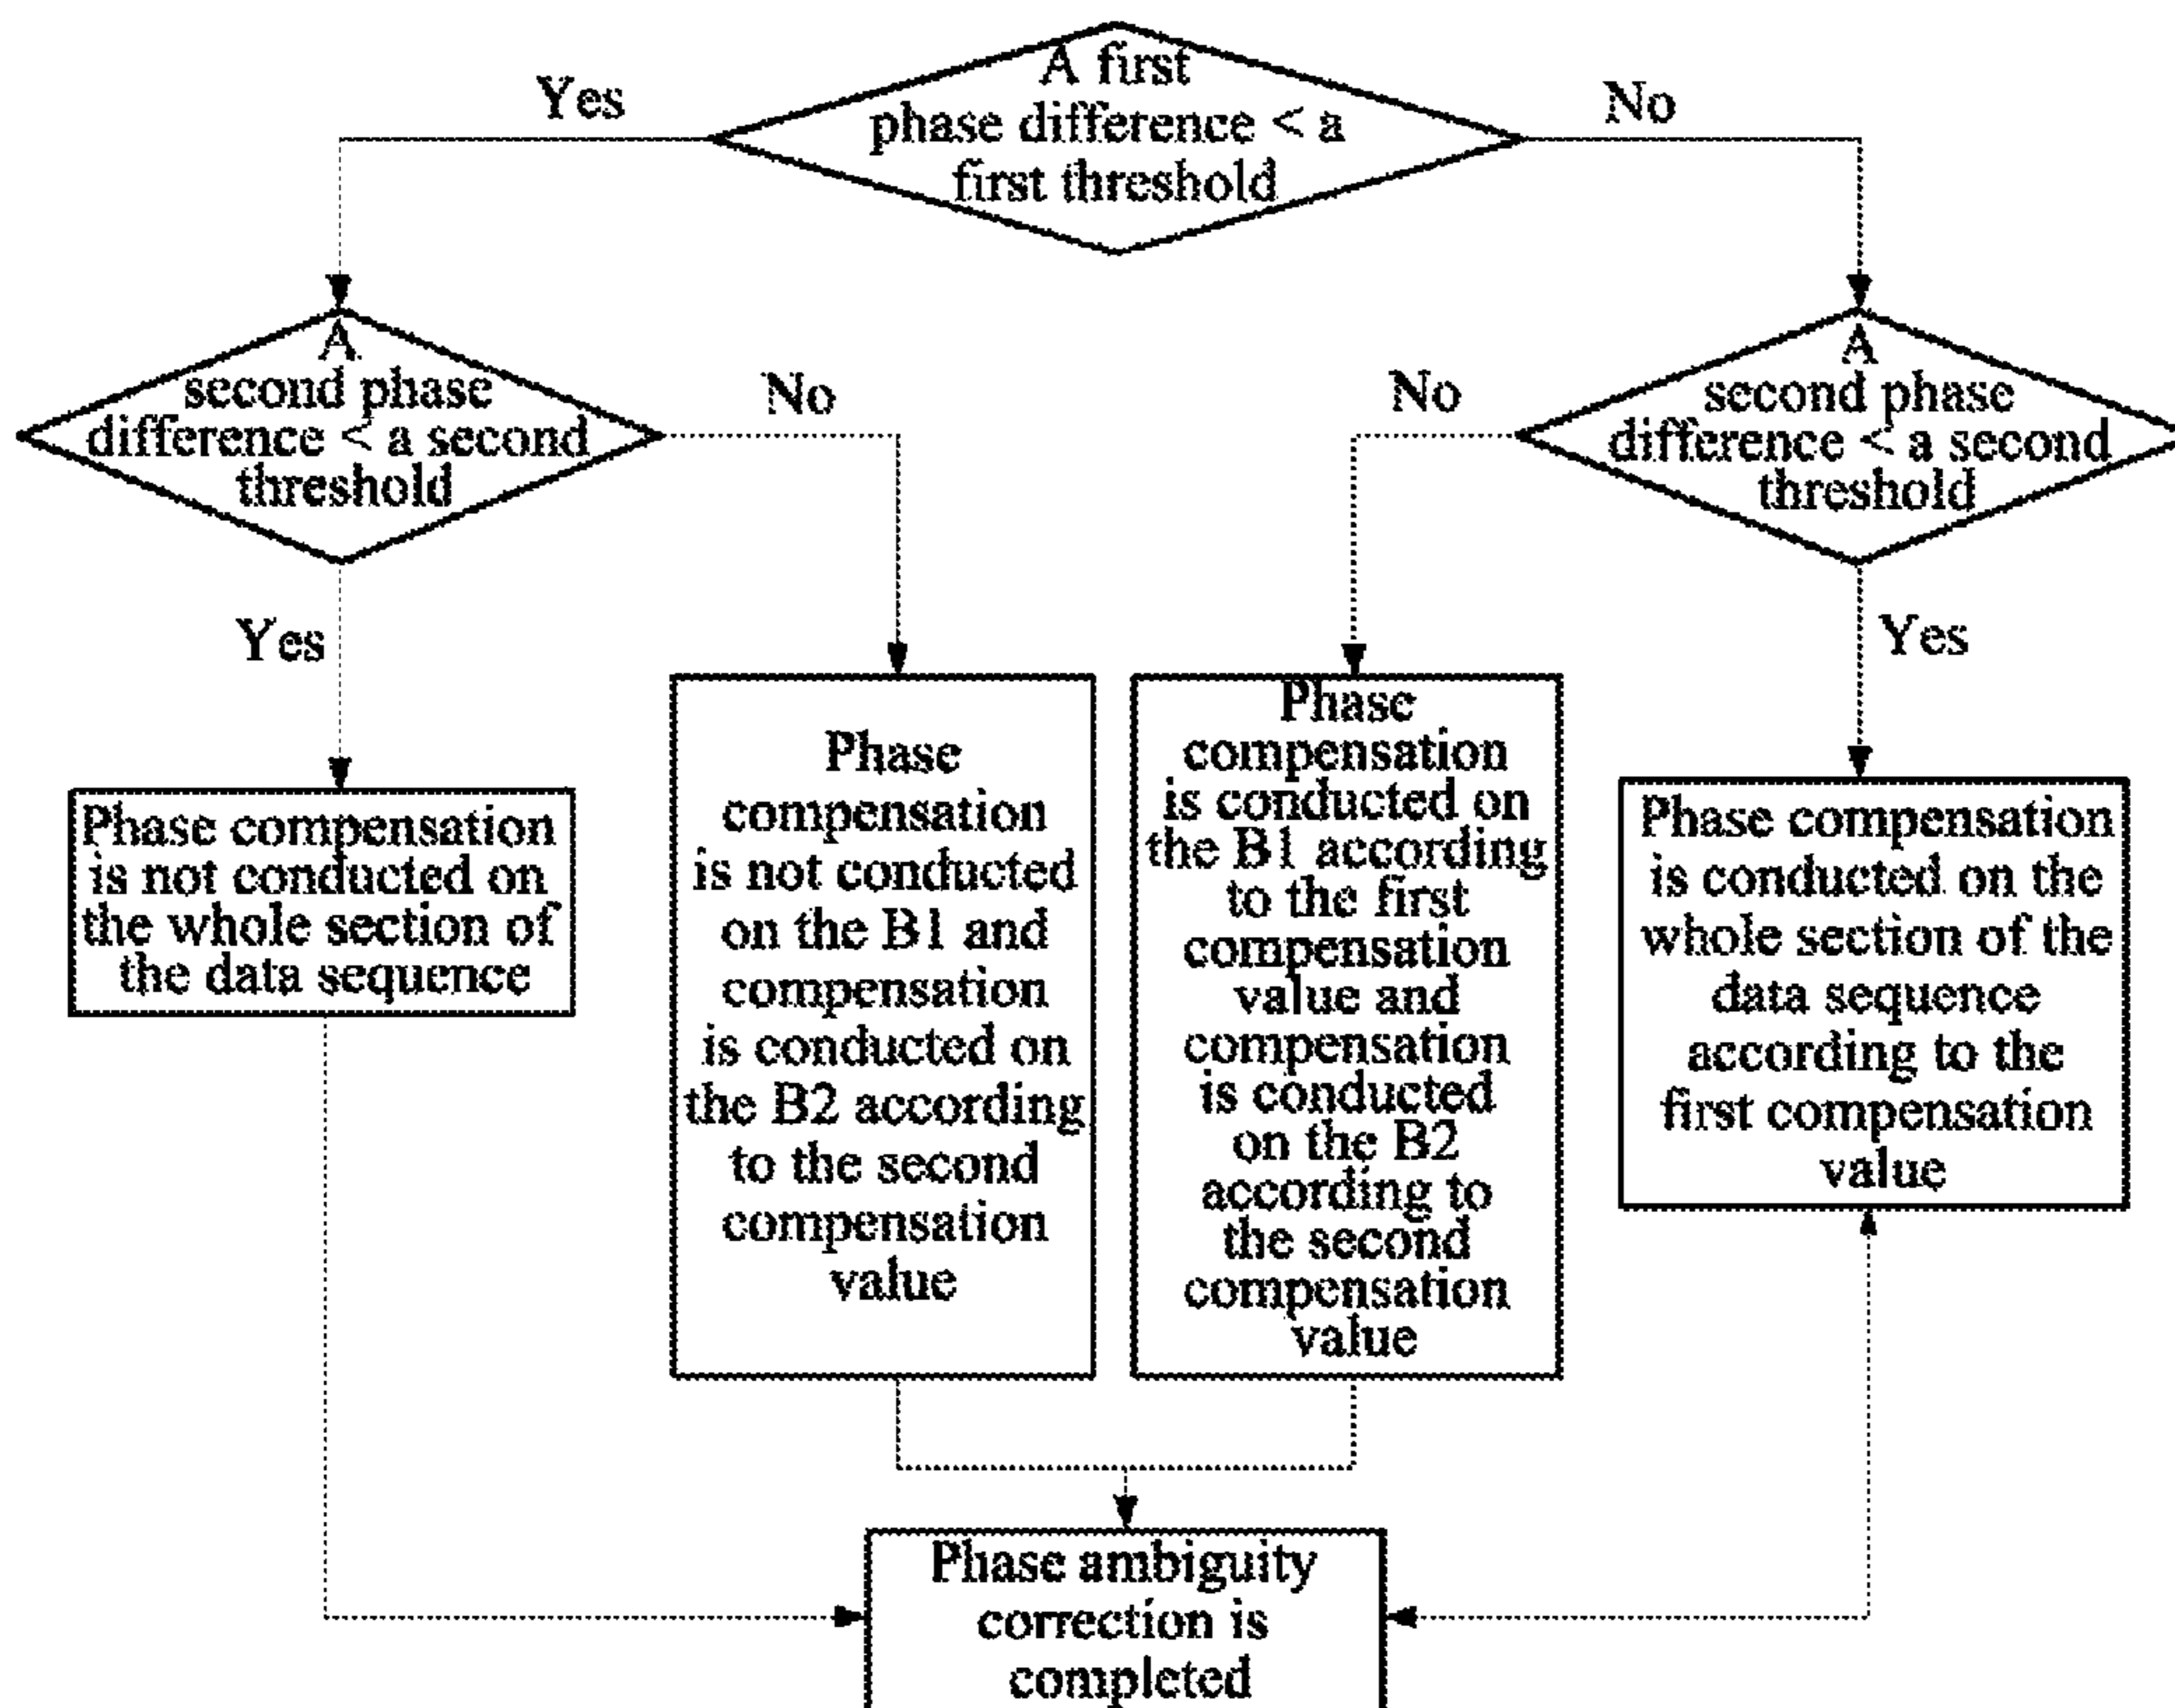 A first
phase difference < a
first threshold
Yes
No
A
second phase
difference < a second
threshold
No
Yes
A
second phase
difference < a second
threshold
No
Yes
Phase compensation
is not conducted on
the whole section of
the data sequence
Phase
compensation
is not conducted
on the B1 and
compensation
is conducted on
the B2 according
to the second
compensation
value
Phase
compensation
is conducted on
the B1 according
to the first
compensation
value and
compensation
is conducted
on the B2
according to
the second
compensation
value
Phase compensation
is conducted on the
whole section of the
data sequence
according to the
first compensation
value
Phase ambiguity
correction is
completed